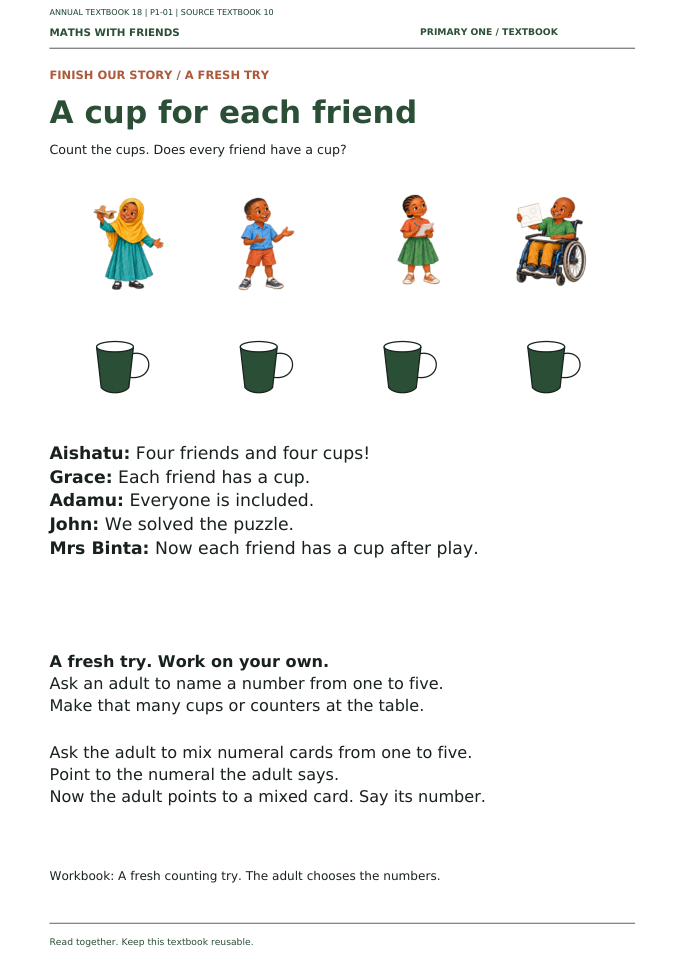 ANNUAL TEXTBOOK 18 | P1-01 | SOURCE TEXTBOOK 10
MATHS WITH FRIENDS
PRIMARY ONE / TEXTBOOK
FINISH OUR STORY / A FRESH TRY
A cup for each friend
Count the cups. Does every friend have a cup?
Aishatu: Four friends and four cups!
Grace: Each friend has a cup.
Adamu: Everyone is included.
John: We solved the puzzle.
Mrs Binta: Now each friend has a cup after play.
A fresh try. Work on your own.
Ask an adult to name a number from one to five.
Make that many cups or counters at the table.
Ask the adult to mix numeral cards from one to five.
Point to the numeral the adult says.
Now the adult points to a mixed card. Say its number.
Workbook: A fresh counting try. The adult chooses the numbers.
Read together. Keep this textbook reusable.